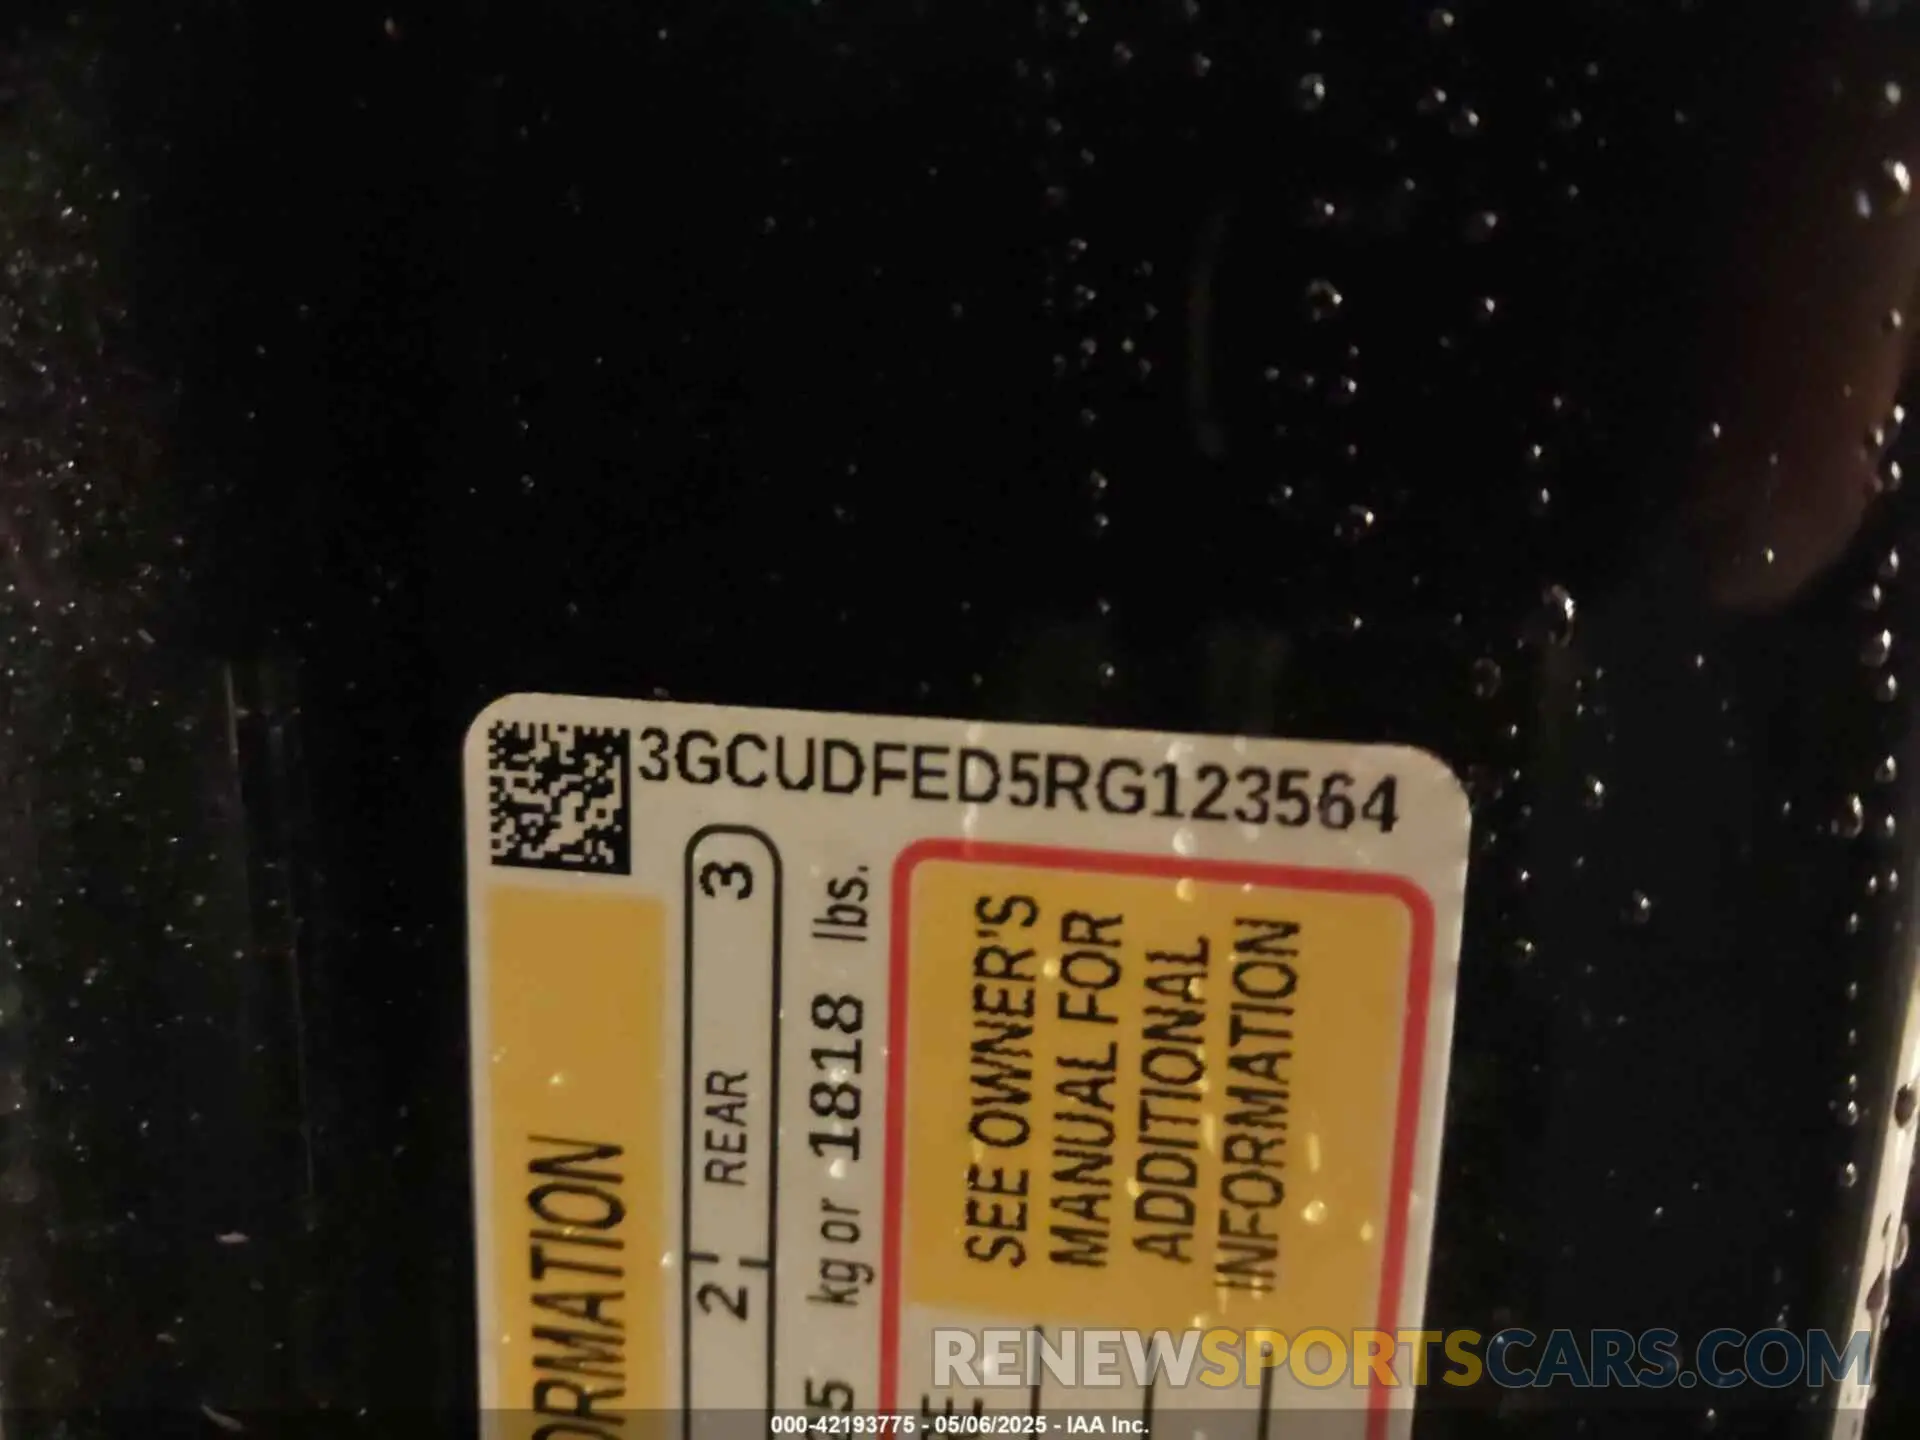 3GCUDFED5RG123564
ORMATION
2 REAR 3
5 kg or 1818 lbs.
SEE OWNER'S
MANUAL FOR
ADDITIONAL
INFORMATION
RENEWSPORTSCARS.COM
000-42193775 - 05/06/2025 - IAA Inc.